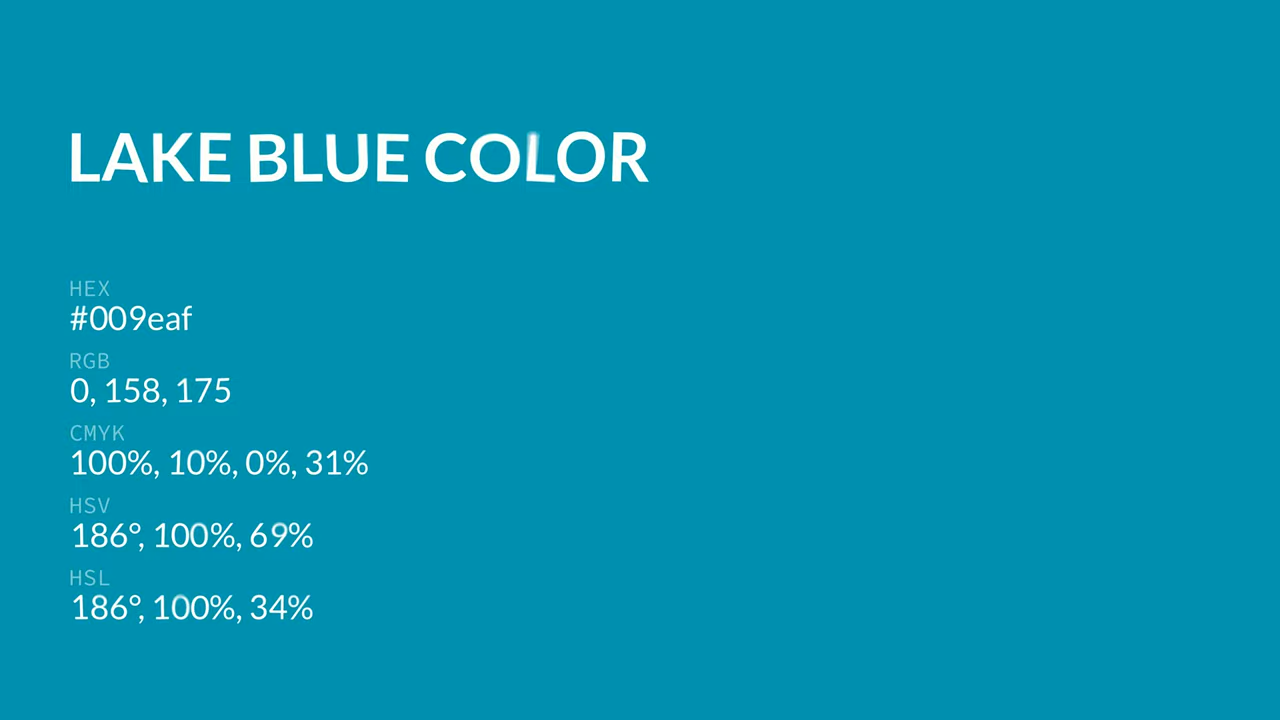 LAKE BLUE COLOR
HEX
#009eaf
RGB
0, 158, 175
CMYK
100%, 10%, 0%, 31%
HSV
186°, 100%, 69%
HSL
186°, 100%, 34%